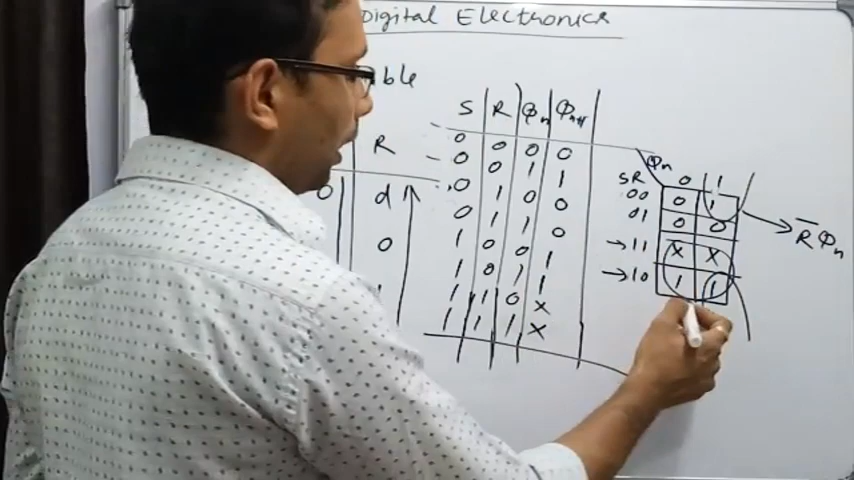 Digital Electronics
able
R
0 d
0
S R Qn Qn+1
0 0 0 0
0 0 1 1
0 1 0 0
0 1 1 0
1 0 0 1
1 0 1 1
1 1 0 x
1 1 1 x
Qn
SR 0 1
00 0 1
01 0 0
→11 x x
→10 1 1
R̅Qn